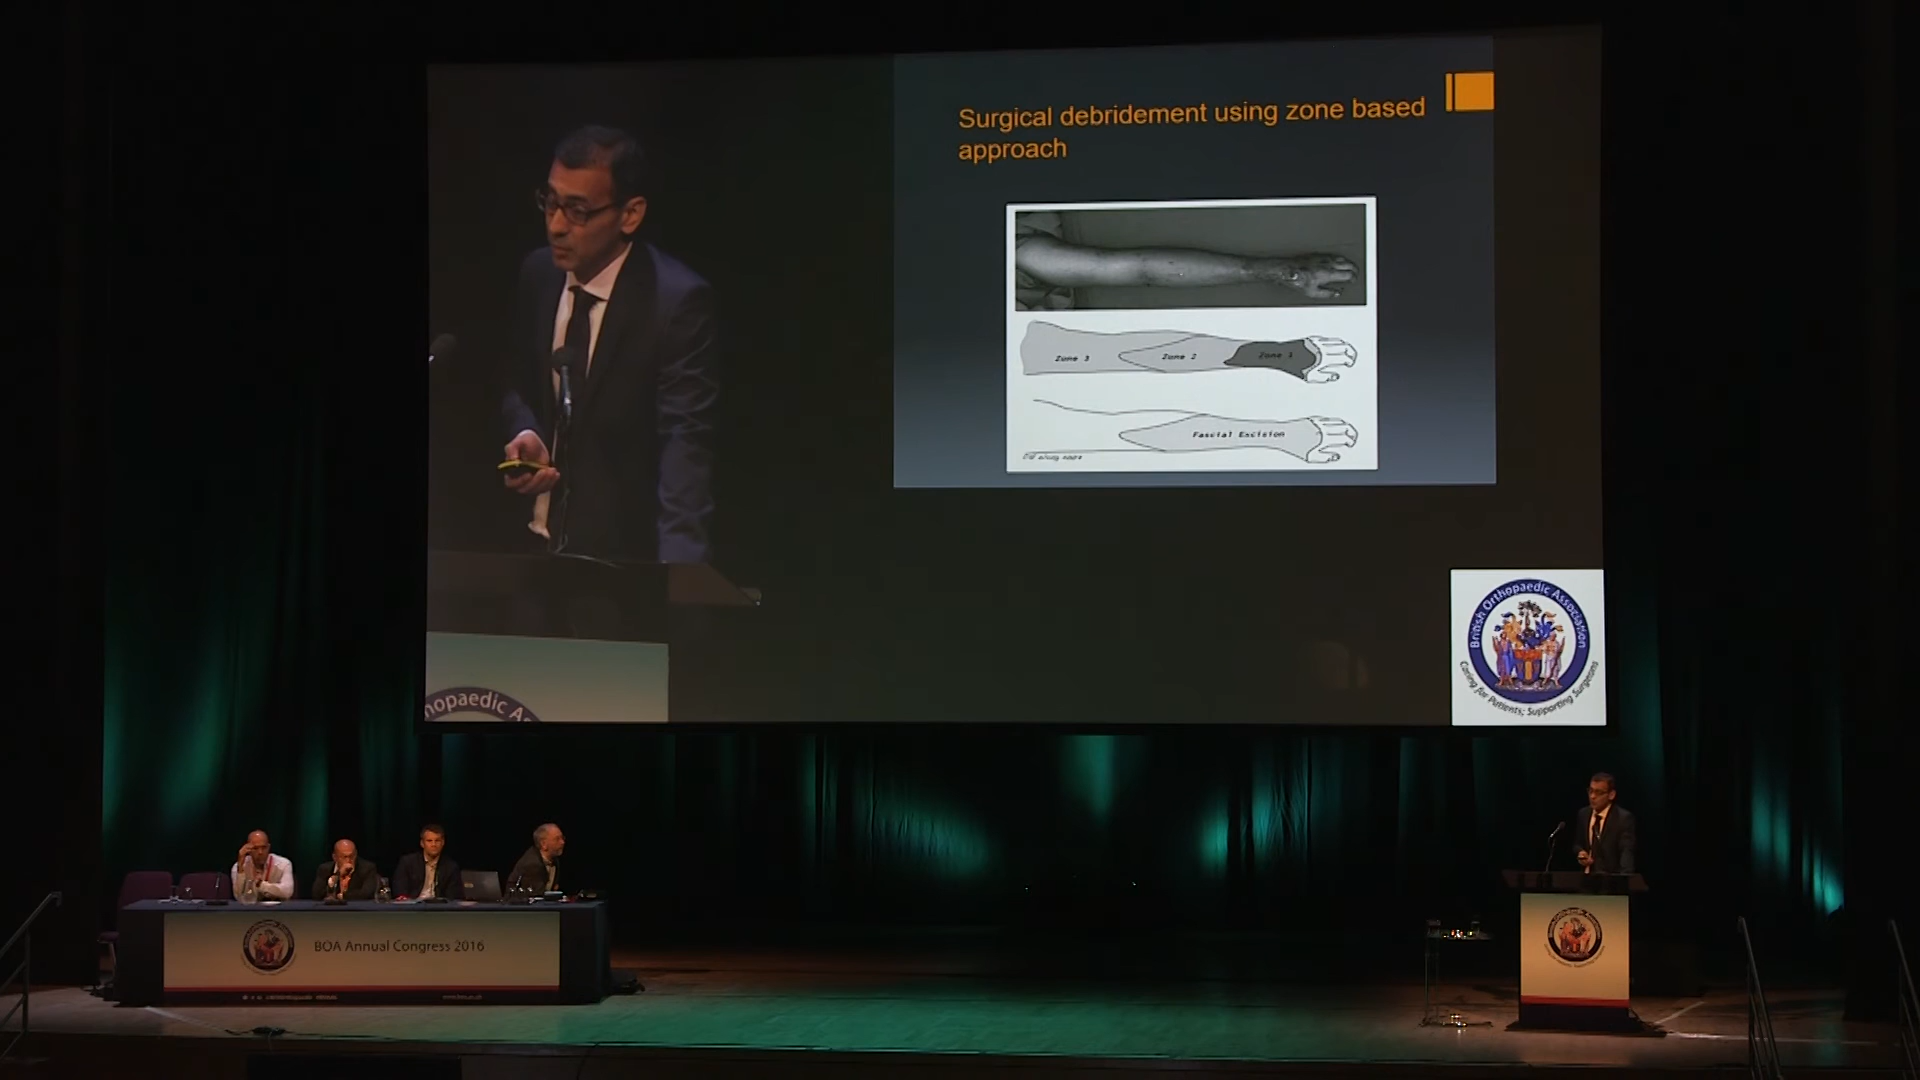 Surgical debridement using zone based
approach
Zone 3
Zone 2
Zone 1
Fascial Excision
British Orthopaedic Association
Caring for Patients; Supporting Surgeons
hopaedic As
BOA Annual Congress 2016